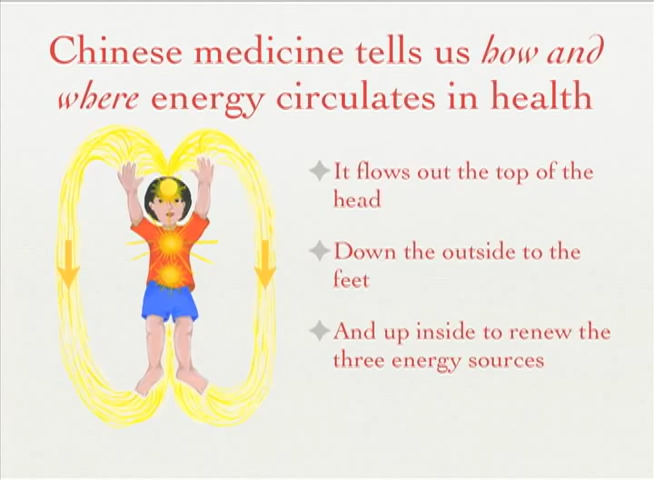 Chinese medicine tells us how and
where energy circulates in health
It flows out the top of the
head
Down the outside to the
feet
And up inside to renew the
three energy sources